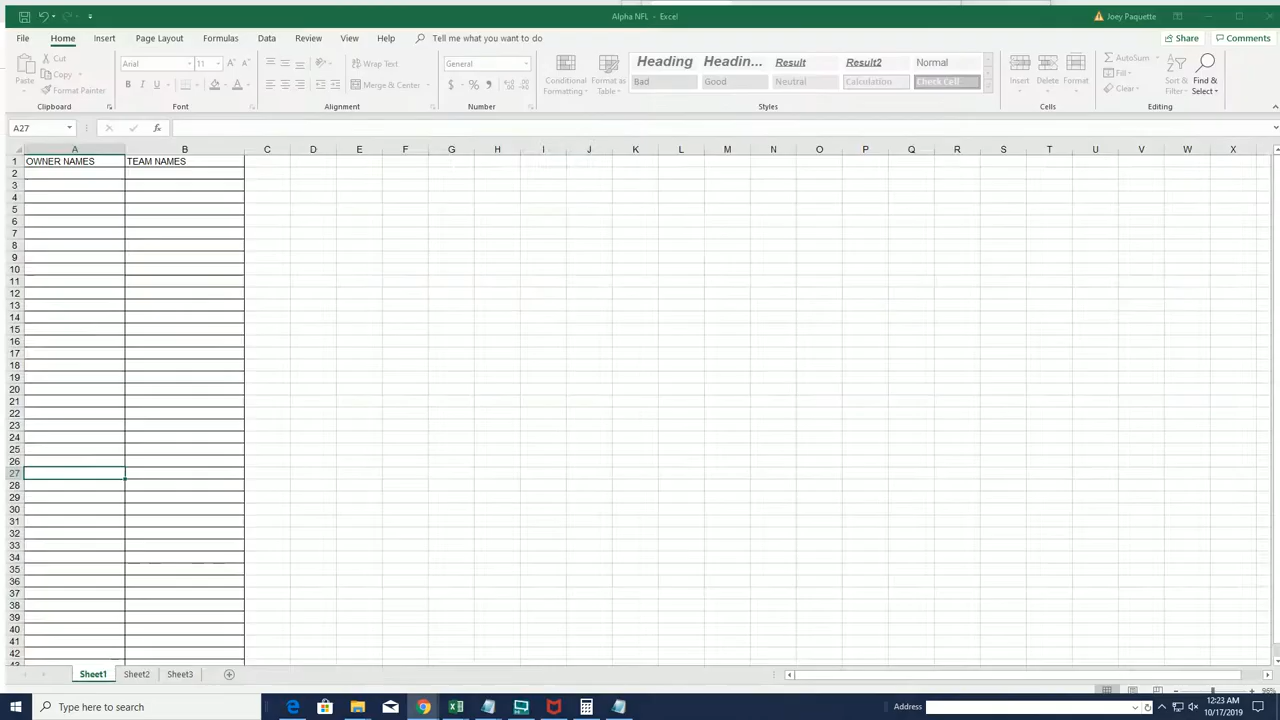 Alpha NFL - Excel
Joey Paquette
File Home Insert Page Layout Formulas Data Review View Help Tell me what you want to do
Share Comments
Paste
Cut
Copy
Format Painter
Clipboard
Arial 11
B I U
Font
Wrap Text
Merge & Center
Alignment
General
$ %
Number
Conditional Formatting
Format as Table
Heading Headin... Result Result2 Normal
Bad Good Neutral Calculation Check Cell
Styles
Insert Delete Format
Cells
AutoSum
Fill
Clear
Sort & Filter
Find & Select
Editing
A27 fx
A B C D E F G H I J K L M N O P Q R S T U V W X
1 OWNER NAMES TEAM NAMES
2
3
4
5
6
7
8
9
10
11
12
13
14
15
16
17
18
19
20
21
22
23
24
25
26
27
28
29
30
31
32
33
34
35
36
37
38
39
40
41
42
43
Sheet1 Sheet2 Sheet3
Type here to search
Address
12:23 AM
10/17/2019